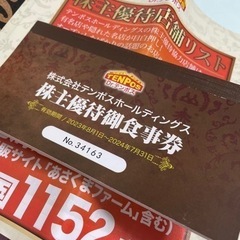 株主優待店舗リスト
TENPOS
株式会社テンポスホールディングス
株主優待御食事券
有効期間／2023年8月1日〜2024年7月31日
No.34163
販サイト「あさくまファーム」含む)
1152